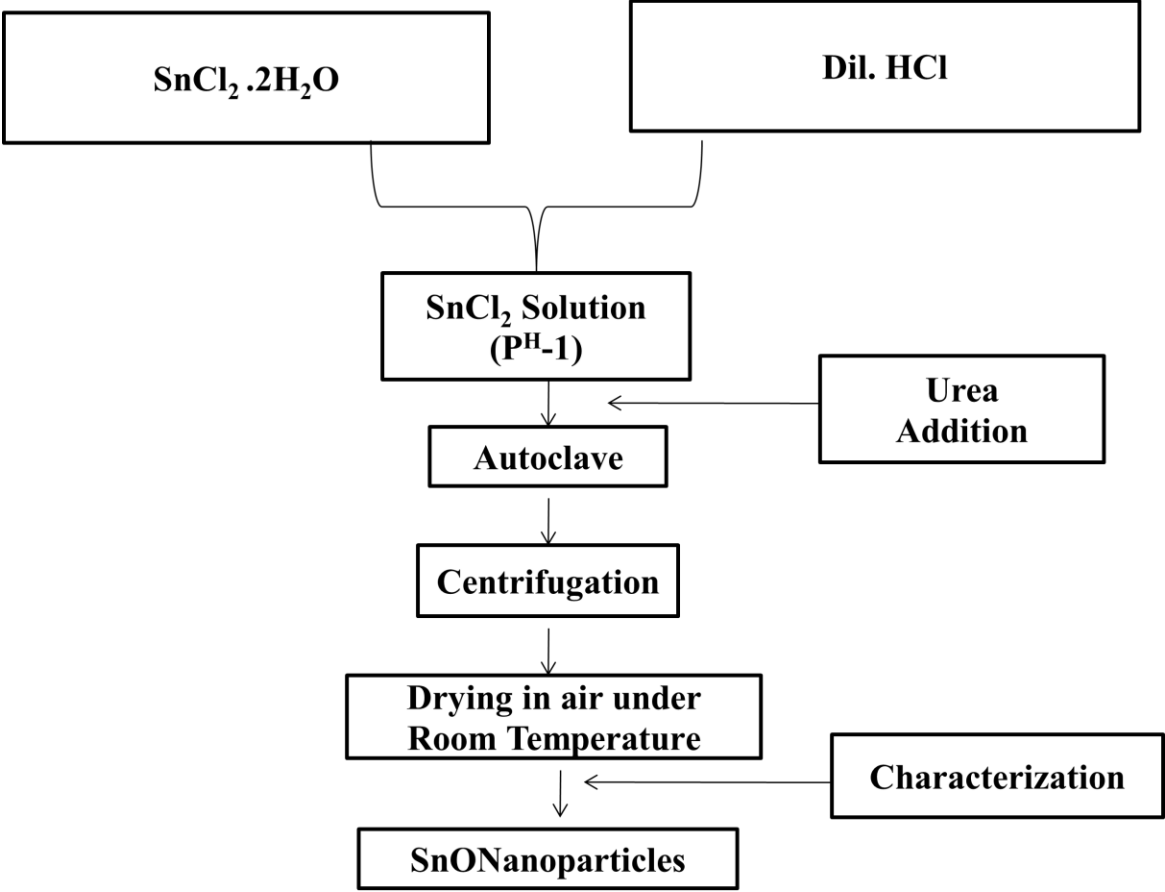 SnCl₂ .2H₂O
Dil. HCl
SnCl₂ Solution
(Pᴴ-1)
Urea
Addition
Autoclave
Centrifugation
Drying in air under
Room Temperature
Characterization
SnONanoparticles